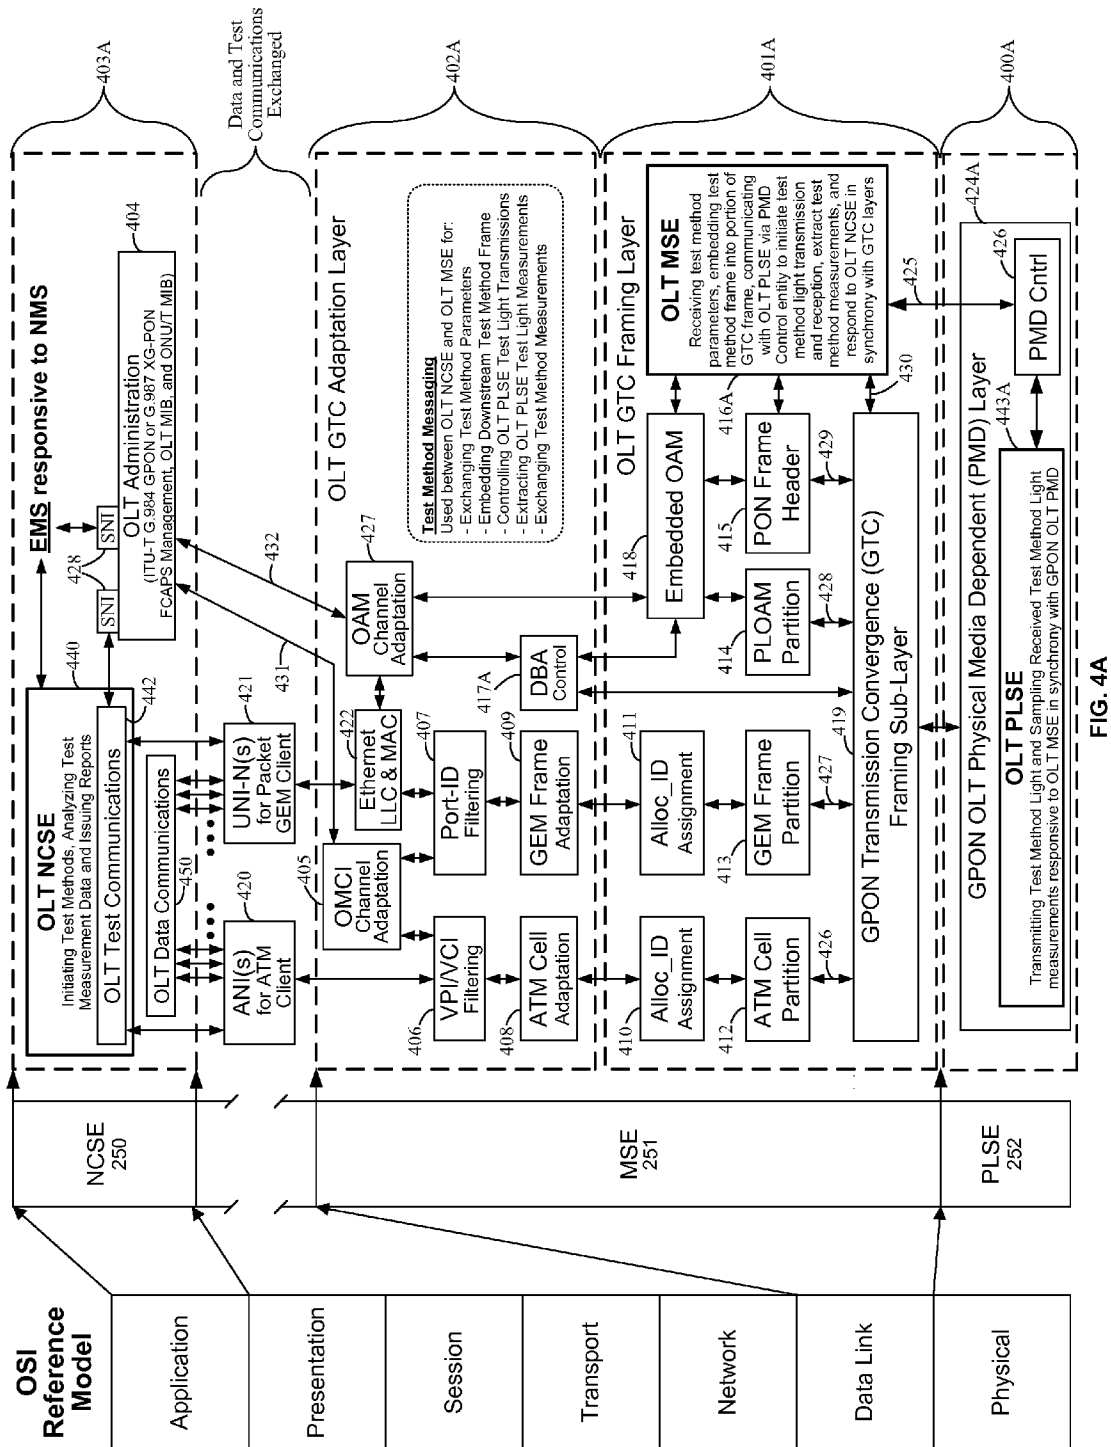 OSI
Reference
Model
Application
Presentation
Session
Transport
Network
Data Link
Physical
NCSE
250
MSE
251
PLSE
252
EMS responsive to NMS
OLT NCSE
Initiating Test Methods, Analyzing Test
Measurement Data and Issuing Reports
OLT Test Communications
OLT Data Communications
440
442
450
SNI
SNI
428
OLT Administration
(ITU-T G.984 GPON or G.987 XG-PON
FCAPS Management, OLT MIB, and ONU/T MIB)
404
403A
Data and Test
Communications
Exchanged
ANI(s)
for ATM
Client
420
UNI-N(s)
for Packet
GEM Client
421
431
432
OLT GTC Adaptation Layer
402A
OMCI
Channel
Adaptation
405
Ethernet
LLC & MAC
422
OAM
Channel
Adaptation
427
VPI/VCI
Filtering
406
Port-ID
Filtering
407
ATM Cell
Adaptation
408
GEM Frame
Adaptation
409
DBA
Control
417A
Test Method Messaging
Used between OLT NCSE and OLT MSE for:
- Exchanging Test Method Parameters
- Embedding Downstream Test Method Frame
- Controlling OLT PLSE Test Light Transmissions
- Extracting OLT PLSE Test Light Measurements
- Exchanging Test Method Measurements
OLT GTC Framing Layer
401A
Alloc_ID
Assignment
410
Alloc_ID
Assignment
411
Embedded OAM
418
ATM Cell
Partition
412
GEM Frame
Partition
413
PLOAM
Partition
414
PON Frame
Header
415
OLT MSE
Receiving test method
parameters, embedding test
method frame into portion of
GTC frame, communicating
with OLT PLSE via PMD
Control entity to initiate test
method light transmission
and reception, extract test
method measurements, and
respond to OLT NCSE in
synchrony with GTC layers
416A
426
427
428
429
430
425
GPON Transmission Convergence (GTC)
Framing Sub-Layer
419
GPON OLT Physical Media Dependent (PMD) Layer
424A
400A
OLT PLSE
Transmitting Test Method Light and Sampling Received Test Method Light
measurements responsive to OLT MSE in synchrony with GPON OLT PMD
443A
PMD Cntrl
426
FIG. 4A